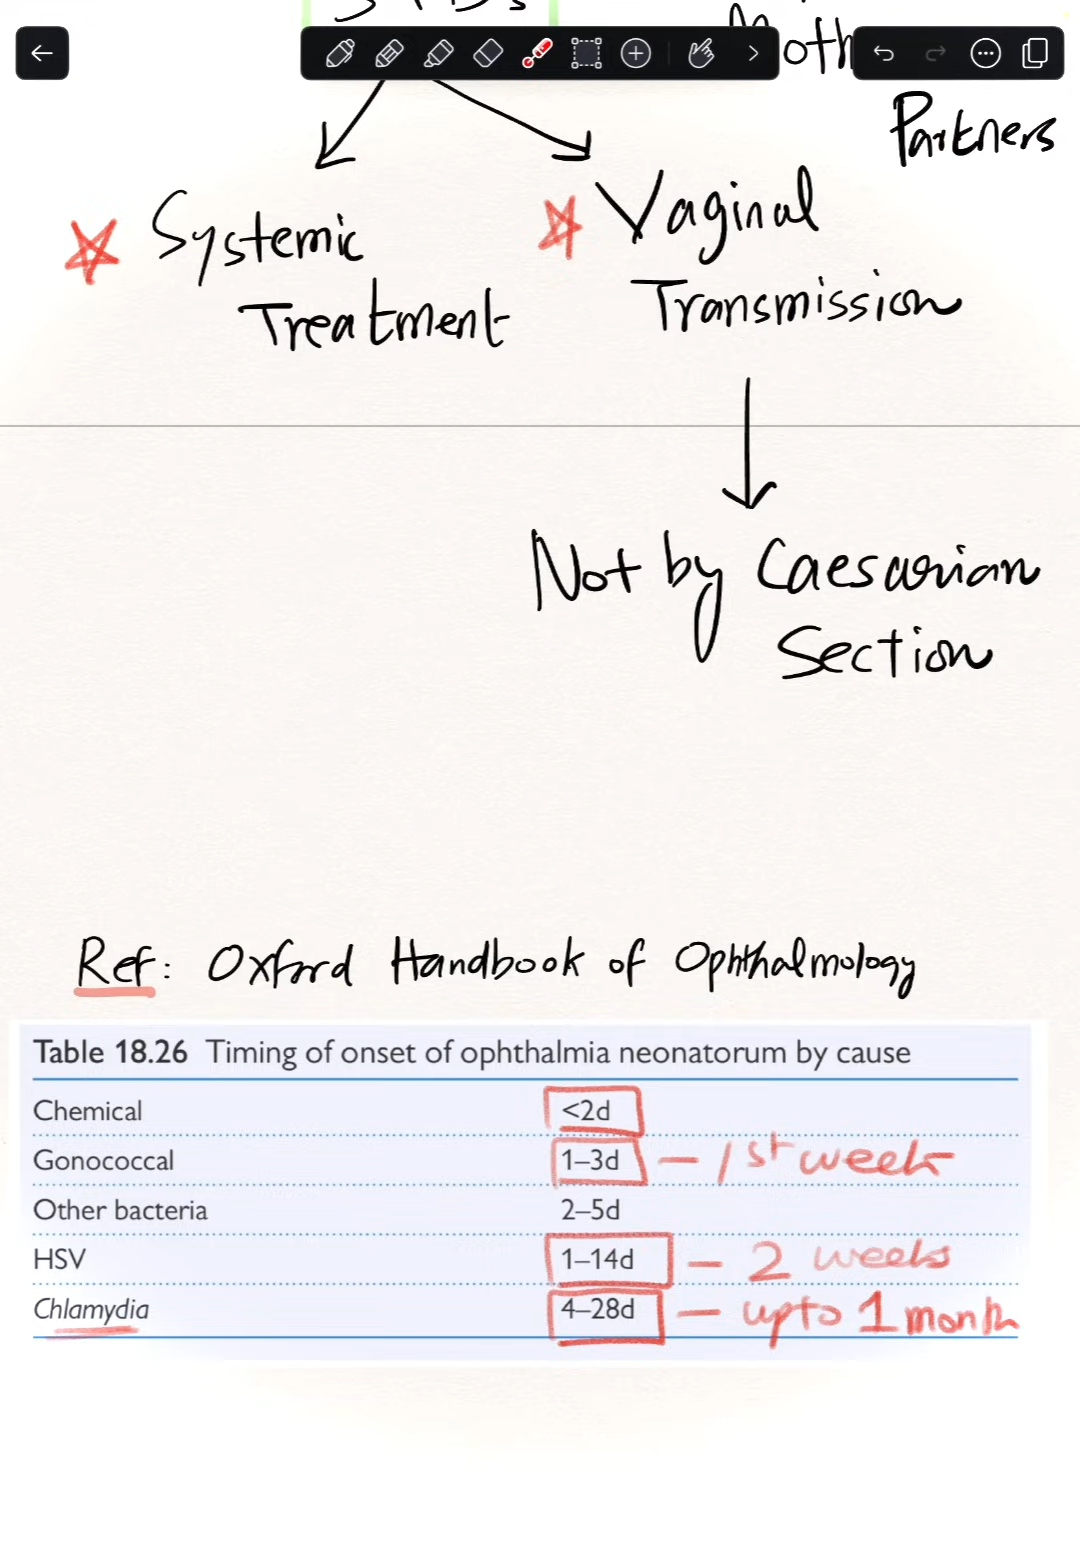 Partners
Systemic
Treatment
Vaginal
Transmission
Not by Caesarian
Section
Ref: Oxford Handbook of Ophthalmology
Table 18.26 Timing of onset of ophthalmia neonatorum by cause
Chemical <2d
Gonococcal 1–3d — 1st week
Other bacteria 2–5d
HSV 1–14d — 2 weeks
Chlamydia 4–28d — upto 1 month